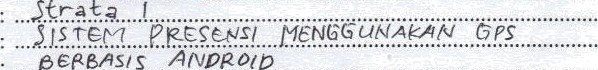 : Strata 1
: SISTEM PRESENSI MENGGUNAKAN GPS
: BERBASIS ANDROID